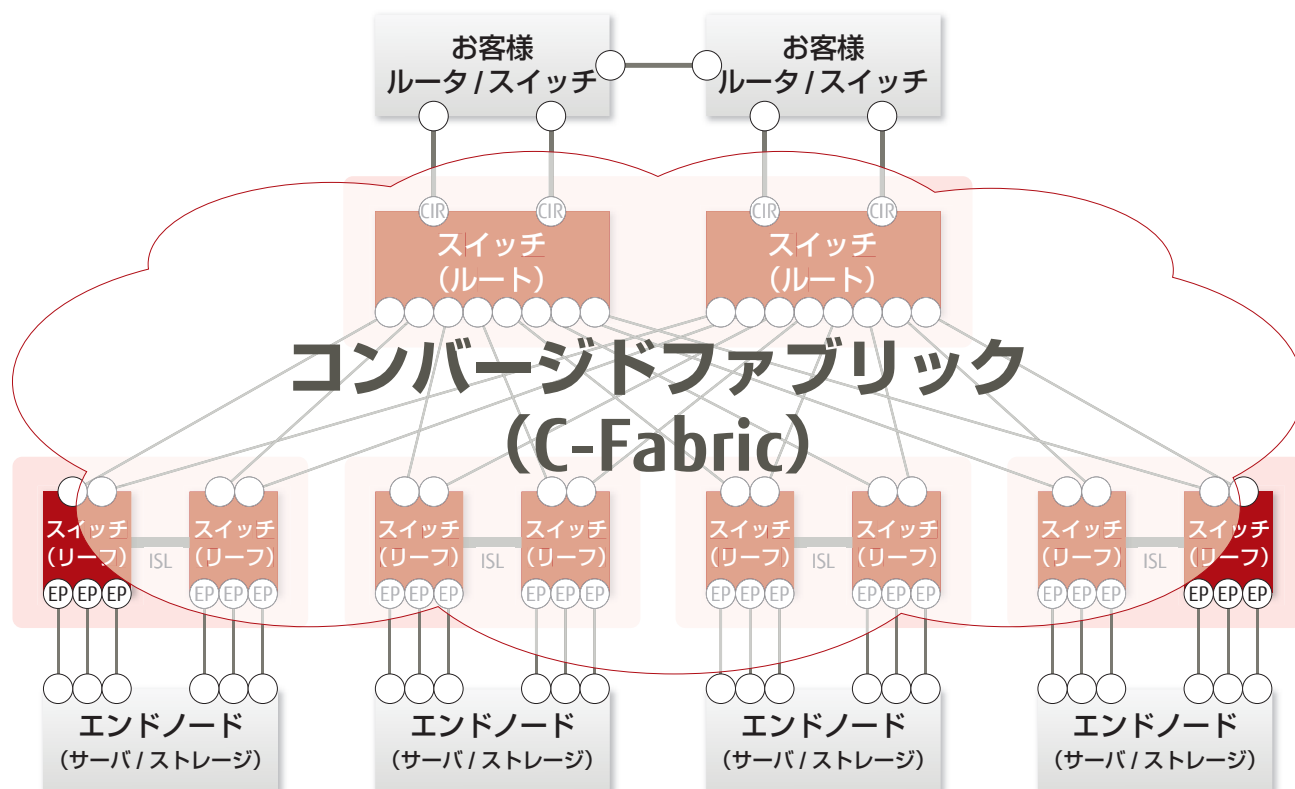 お客様
ルータ / スイッチ
お客様
ルータ / スイッチ
CIR
CIR
CIR
CIR
スイッチ
（ルート）
スイッチ
（ルート）
コンバージドファブリック
（C-Fabric）
スイッチ
（リーフ）
ISL
スイッチ
（リーフ）
スイッチ
（リーフ）
ISL
スイッチ
（リーフ）
スイッチ
（リーフ）
ISL
スイッチ
（リーフ）
スイッチ
（リーフ）
ISL
スイッチ
（リーフ）
EP EP EP
EP EP EP
EP EP EP
EP EP EP
EP EP EP
EP EP EP
EP EP EP
EP EP EP
エンドノード
（サーバ / ストレージ）
エンドノード
（サーバ / ストレージ）
エンドノード
（サーバ / ストレージ）
エンドノード
（サーバ / ストレージ）